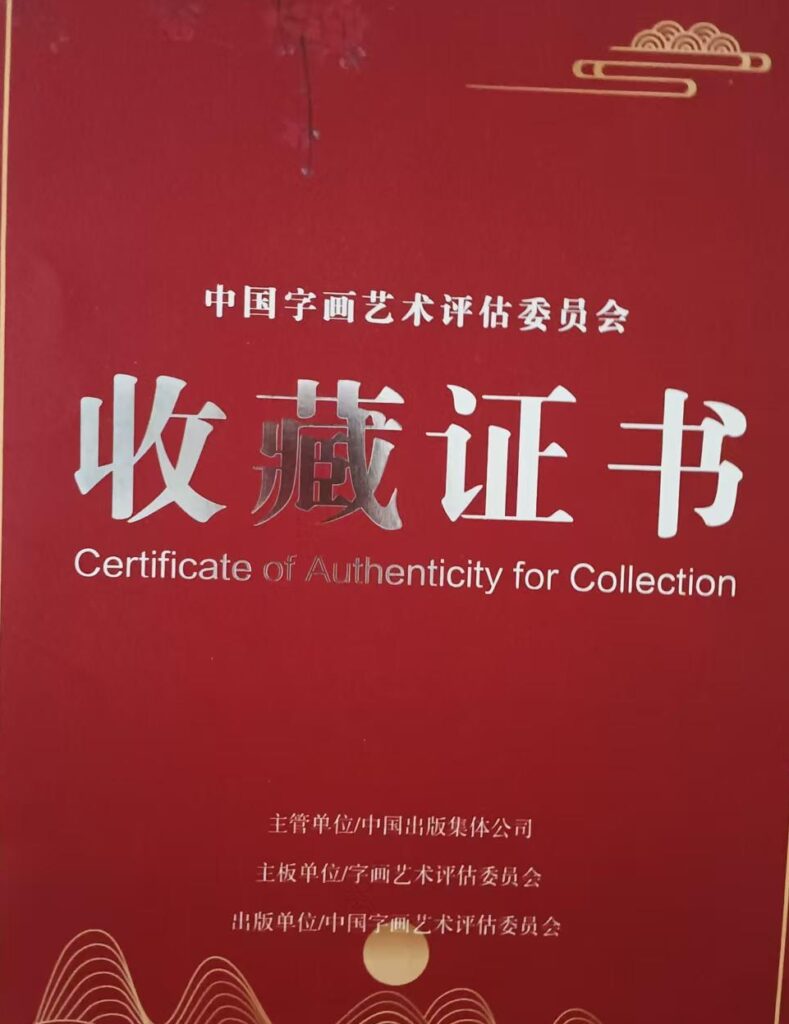 中国字画艺术评估委员会
收藏证书
Certificate of Authenticity for Collection
主管单位/中国出版集体公司
主板单位/字画艺术评估委员会
出版单位/中国字画艺术评估委员会